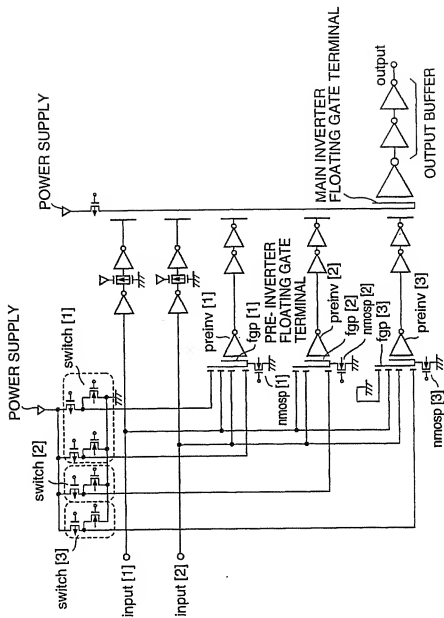 POWER SUPPLY
switch [1]
switch [2]
switch [3]
input [1]
input [2]
POWER SUPPLY
preinv [1]
fgp [1]
nmosp [1]
PRE- INVERTER
FLOATING GATE
TERMINAL
preinv [2]
fgp [2]
nmosp [2]
fgp [3]
preinv [3]
nmosp [3]
MAIN INVERTER
FLOATING GATE TERMINAL
output
OUTPUT BUFFER